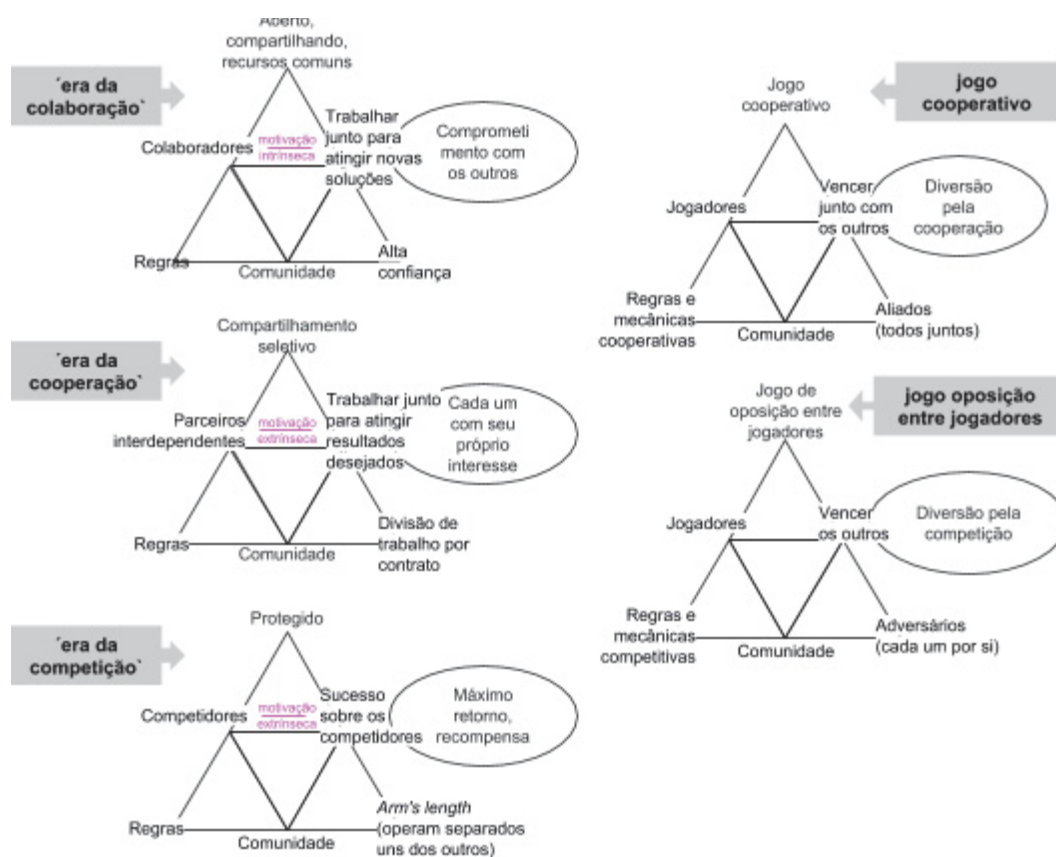 Aberto,
compartilhando,
recursos comuns
´era da
colaboração`
Colaboradores
motivação
intrínseca
Trabalhar
junto para
atingir novas
soluções
Comprometi
mento com
os outros
Regras
Comunidade
Alta
confiança
Compartilhamento
seletivo
´era da
cooperação`
Parceiros
interdependentes
motivação
extrínseca
Trabalhar junto
para atingir
resultados
desejados
Cada um
com seu
próprio
interesse
Regras
Comunidade
Divisão de
trabalho por
contrato
Protegido
´era da
competição`
Competidores
motivação
extrínseca
Sucesso
sobre os
competidores
Máximo
retorno,
recompensa
Regras
Comunidade
Arm's length
(operam separados
uns dos outros)
Jogo
cooperativo
jogo
cooperativo
Jogadores
Vencer
junto com
os outros
Diversão
pela
cooperação
Regras e
mecânicas
cooperativas
Comunidade
Aliados
(todos juntos)
Jogo de
oposição entre
jogadores
jogo oposição
entre jogadores
Jogadores
Vencer
os outros
Diversão pela
competição
Regras e
mecânicas
competitivas
Comunidade
Adversários
(cada um por si)